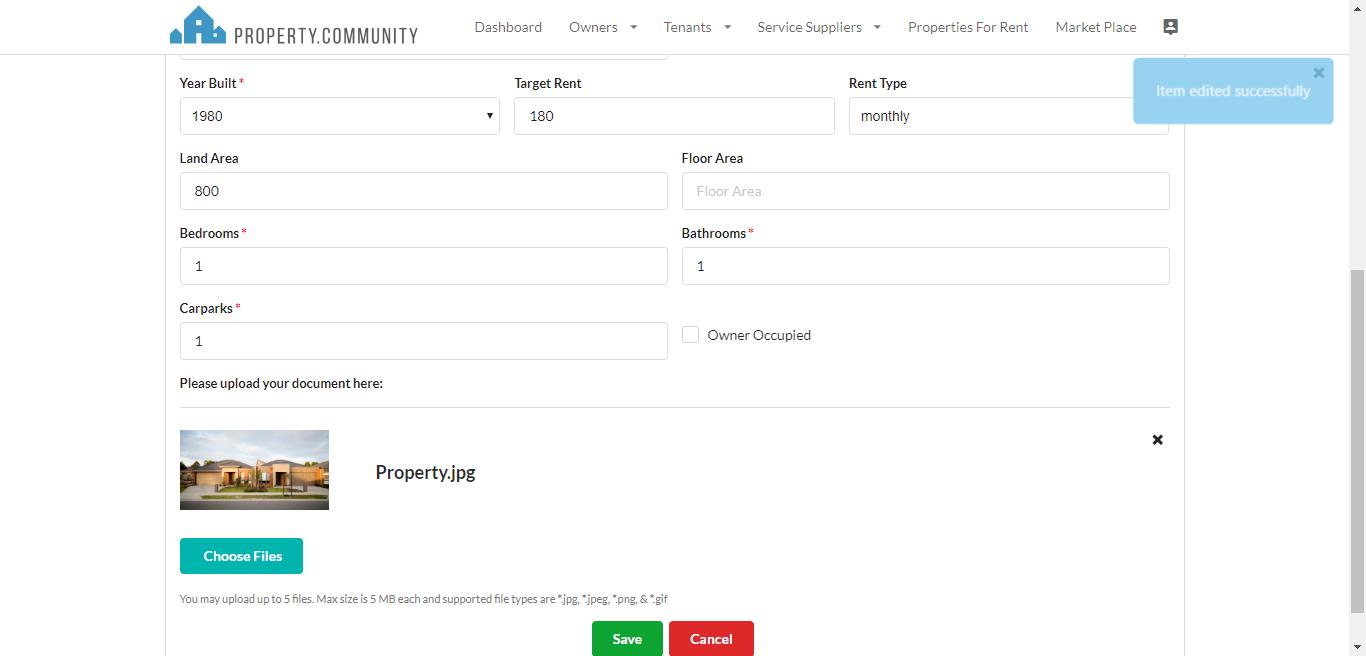 PROPERTY.COMMUNITY Dashboard Owners Tenants Service Suppliers Properties For Rent Market Place
Item edited successfully
Year Built * Target Rent Rent Type
1980 180 monthly
Land Area Floor Area
800 Floor Area
Bedrooms * Bathrooms *
1 1
Carparks *
1 Owner Occupied
Please upload your document here:
Property.jpg
Choose Files
You may upload up to 5 files. Max size is 5 MB each and supported file types are *.jpg, *.jpeg, *.png, & *.gif
Save Cancel